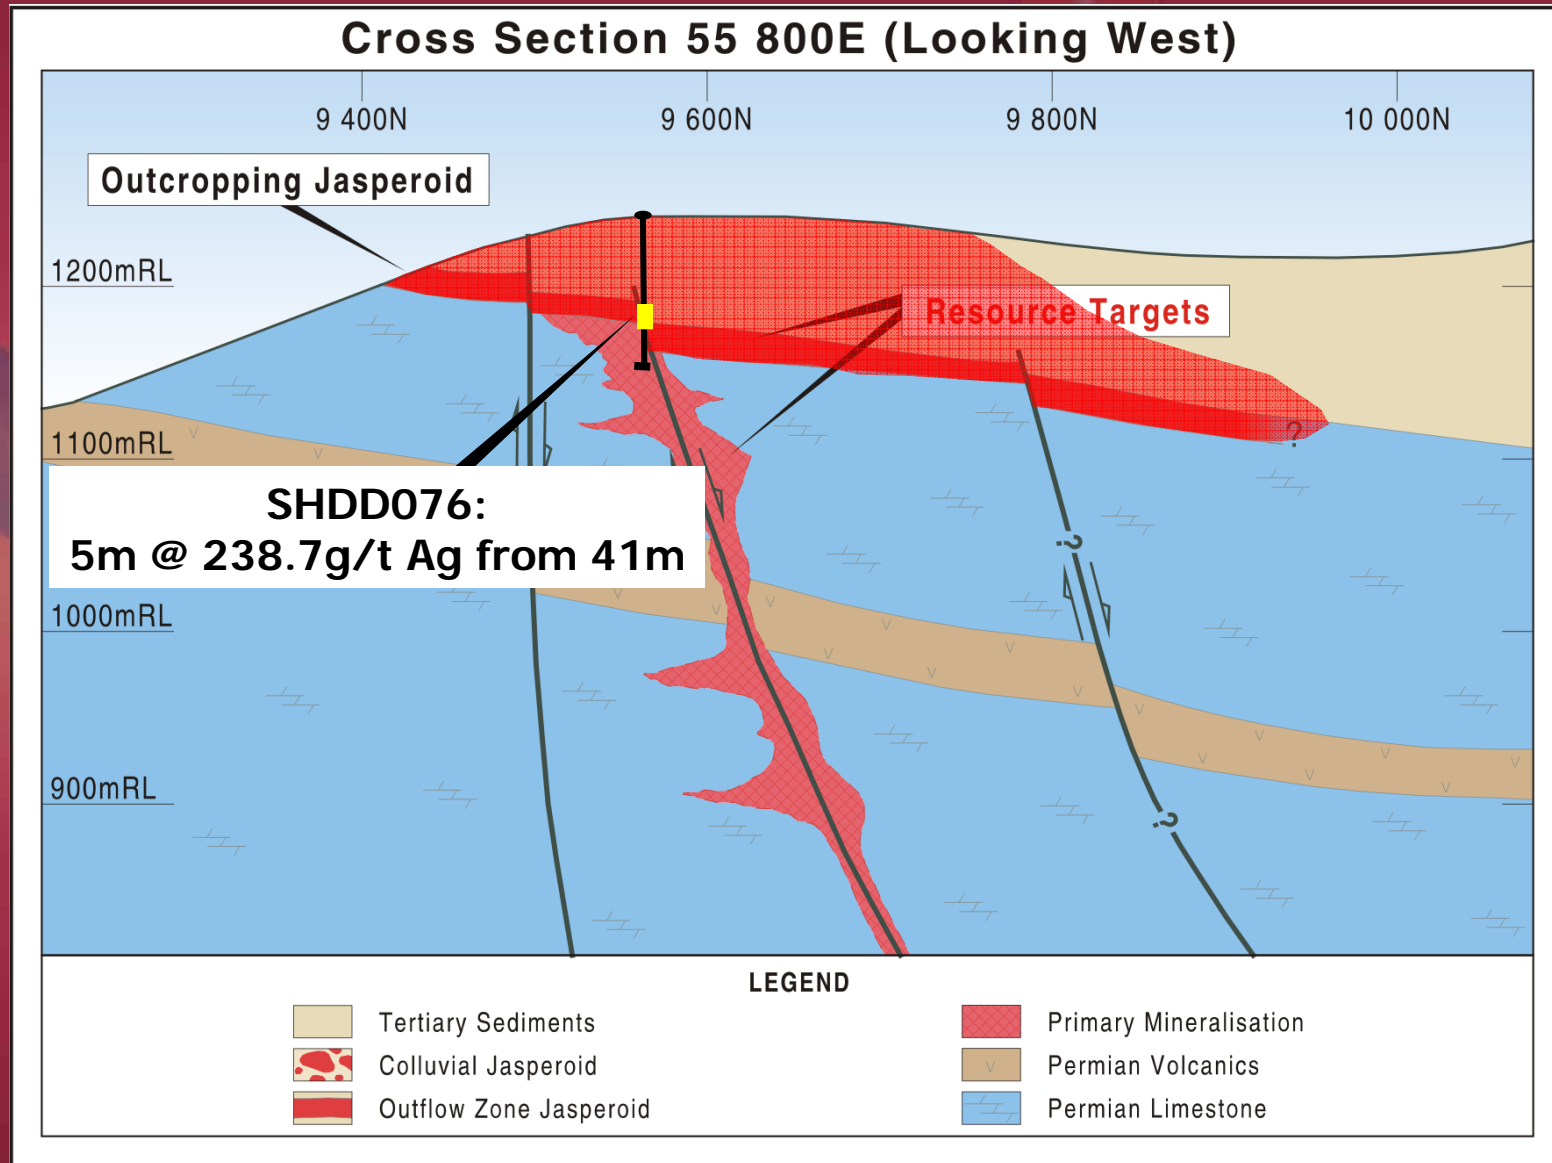 Cross Section 55 800E (Looking West)
9 400N 9 600N 9 800N 10 000N
Outcropping Jasperoid
1200mRL
Resource Targets
?
1100mRL
SHDD076:
5m @ 238.7g/t Ag from 41m
?
1000mRL
900mRL
?
LEGEND
Tertiary Sediments
Colluvial Jasperoid
Outflow Zone Jasperoid
Primary Mineralisation
v Permian Volcanics
Permian Limestone